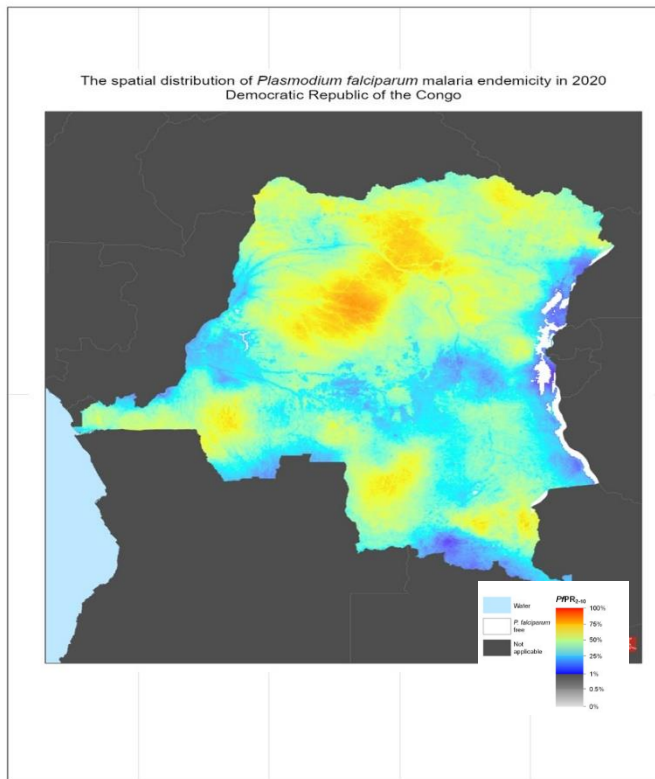 The spatial distribution of Plasmodium falciparum malaria endemicity in 2020
Democratic Republic of the Congo
Water
P. falciparum
free
Not
applicable
PfPR2-10
100%
75%
50%
25%
1%
0.5%
0%